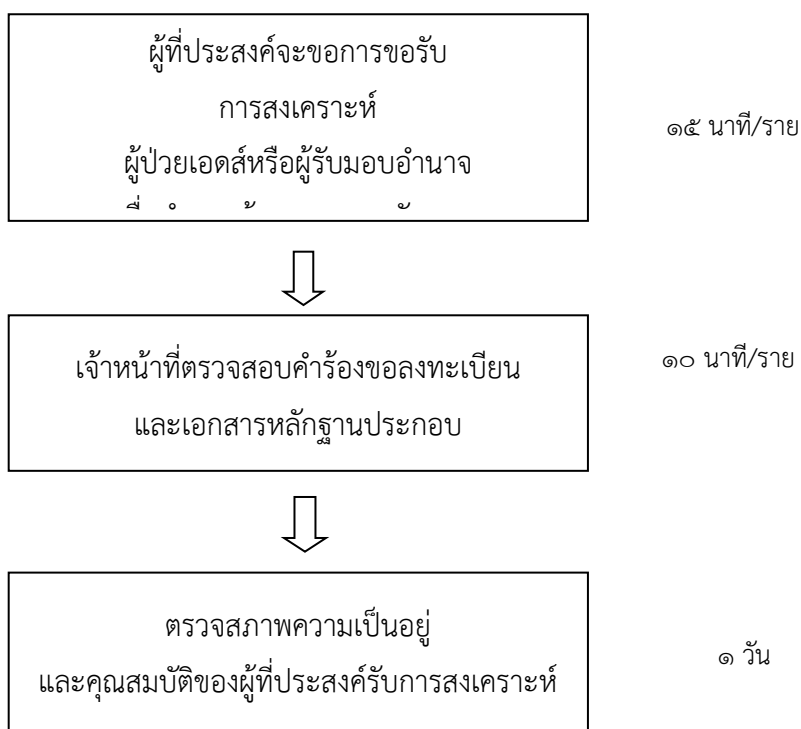 ผู้ที่ประสงค์จะขอการขอรับ
การสงเคราะห์
ผู้ป่วยเอดส์หรือผู้รับมอบอำนาจ
๑๕ นาที/ราย
เจ้าหน้าที่ตรวจสอบคำร้องขอลงทะเบียน
และเอกสารหลักฐานประกอบ
๑๐ นาที/ราย
ตรวจสภาพความเป็นอยู่
และคุณสมบัติของผู้ที่ประสงค์รับการสงเคราะห์
๑ วัน